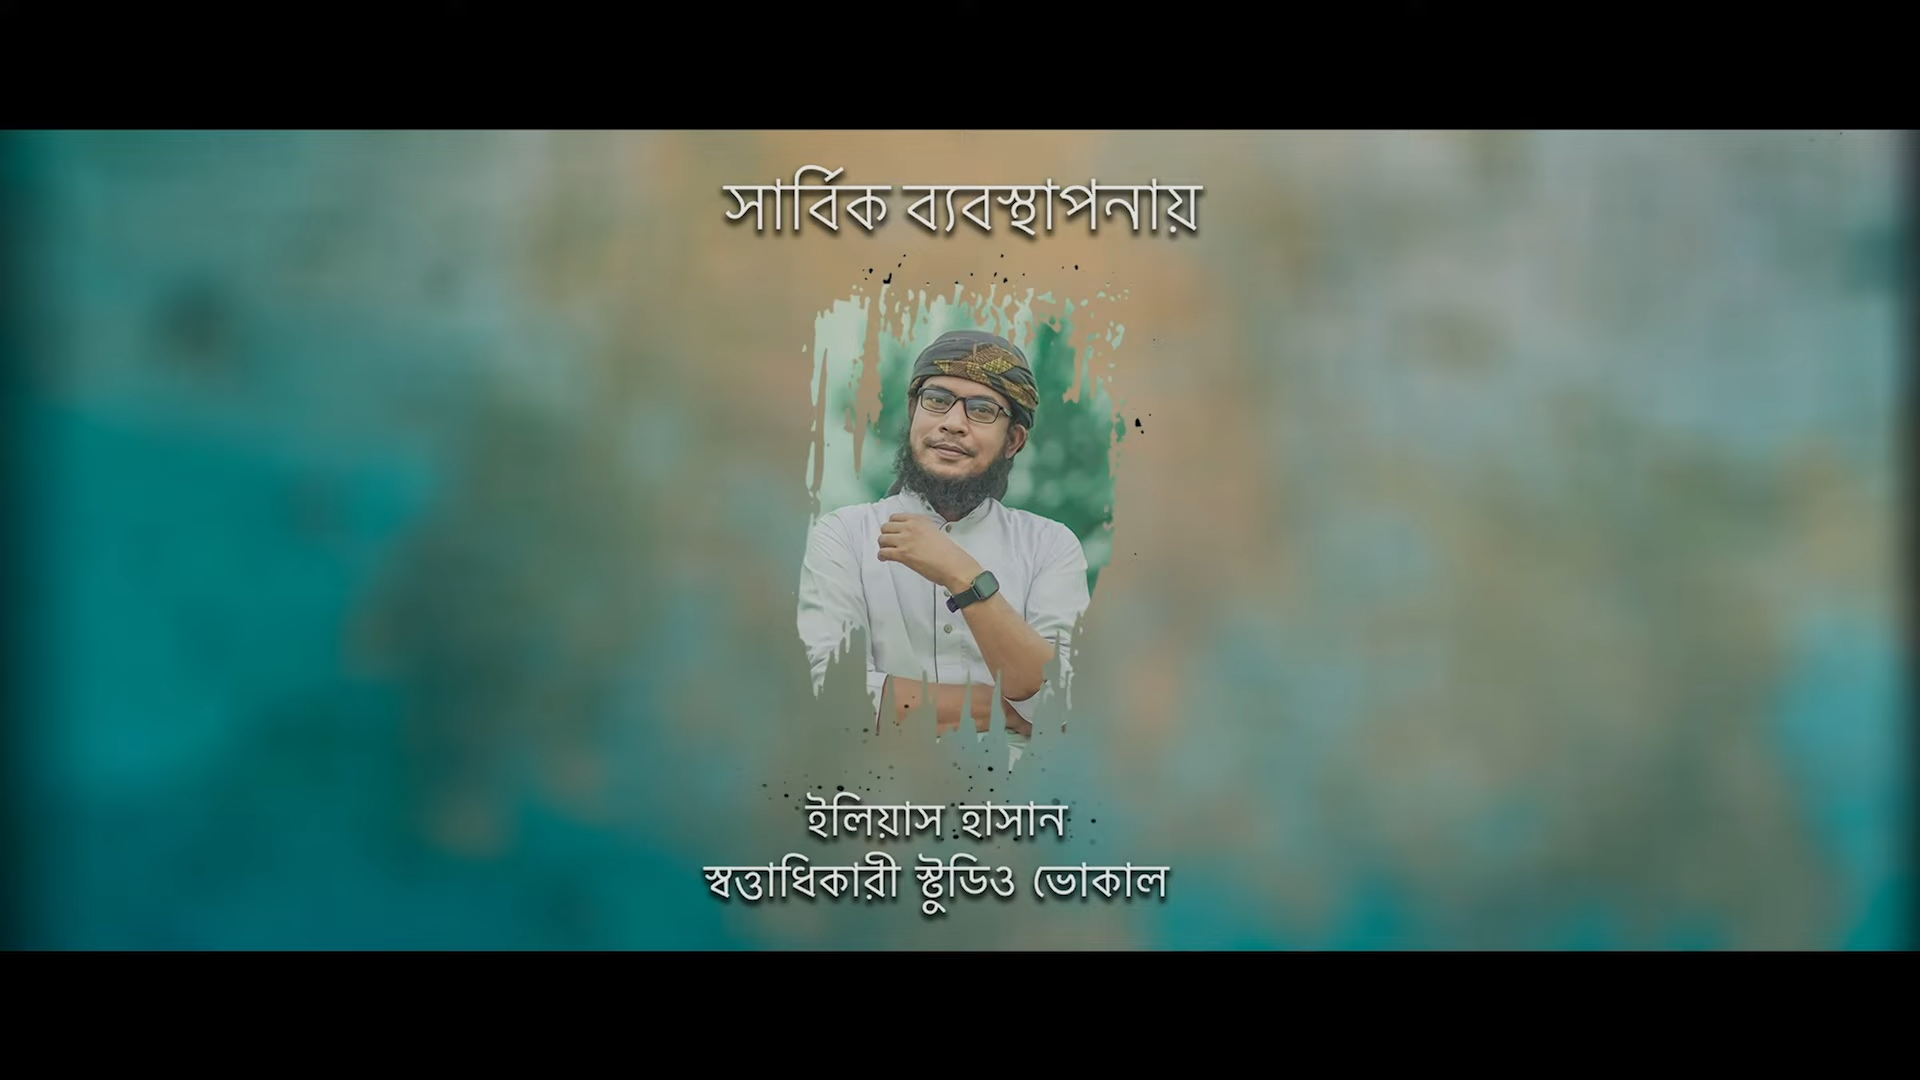 সার্বিক ব্যবস্থাপনায়
ইলিয়াস হাসান
স্বত্তাধিকারী স্টুডিও ভোকাল